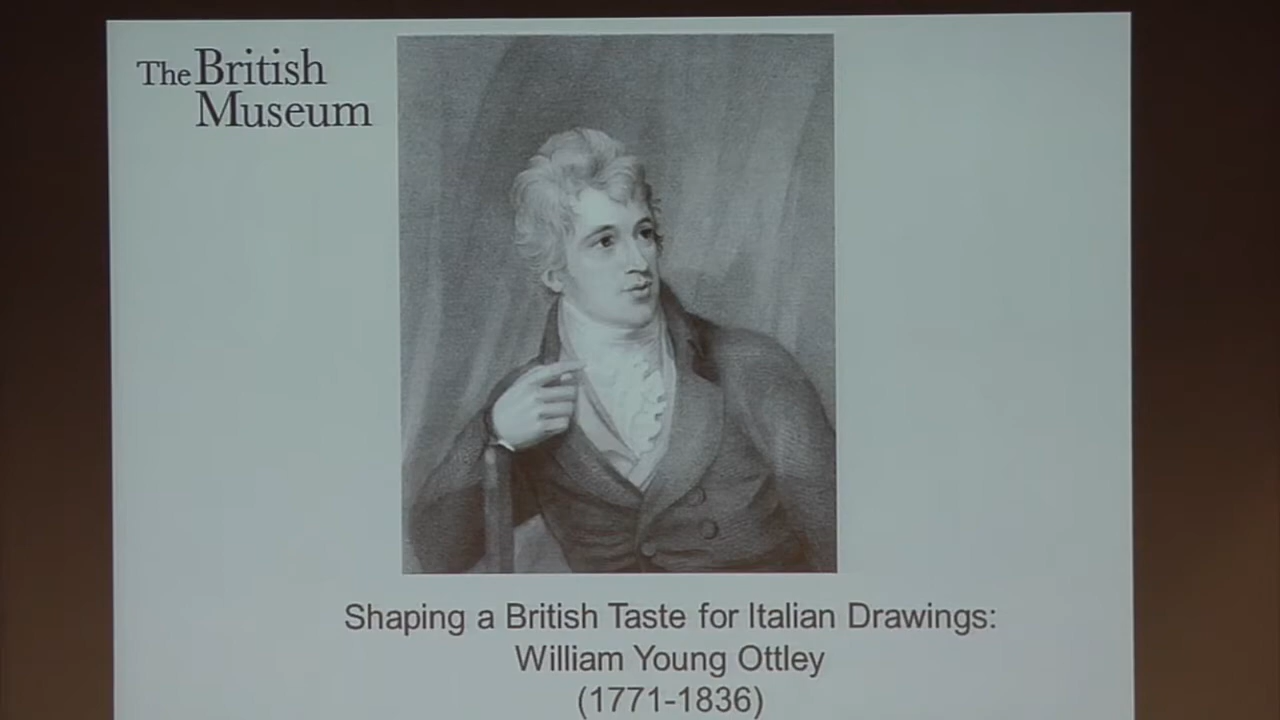 The British
Museum
Shaping a British Taste for Italian Drawings:
William Young Ottley
(1771-1836)